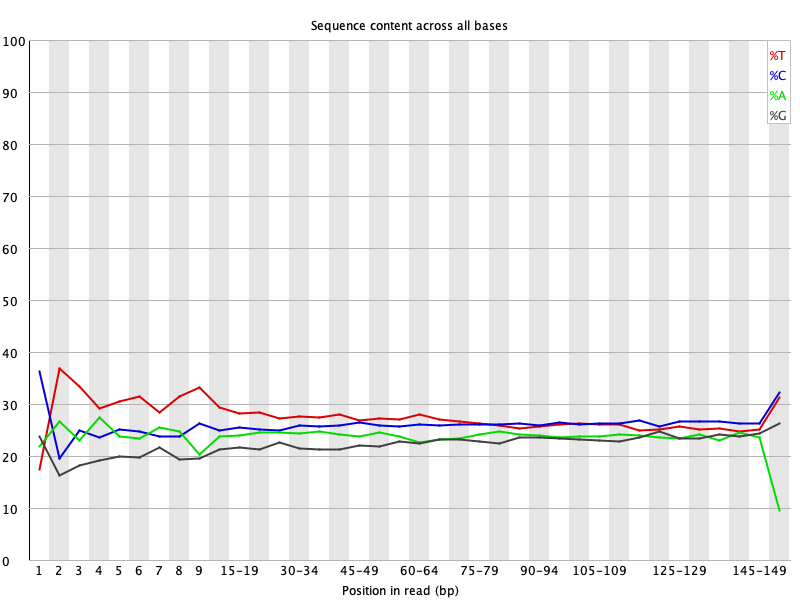 Sequence content across all bases
100
90
80
70
60
50
40
30
20
10
0
%T
%C
%A
%G
1 2 3 4 5 6 7 8 9 15-19 30-34 45-49 60-64 75-79 90-94 105-109 125-129 145-149
Position in read (bp)